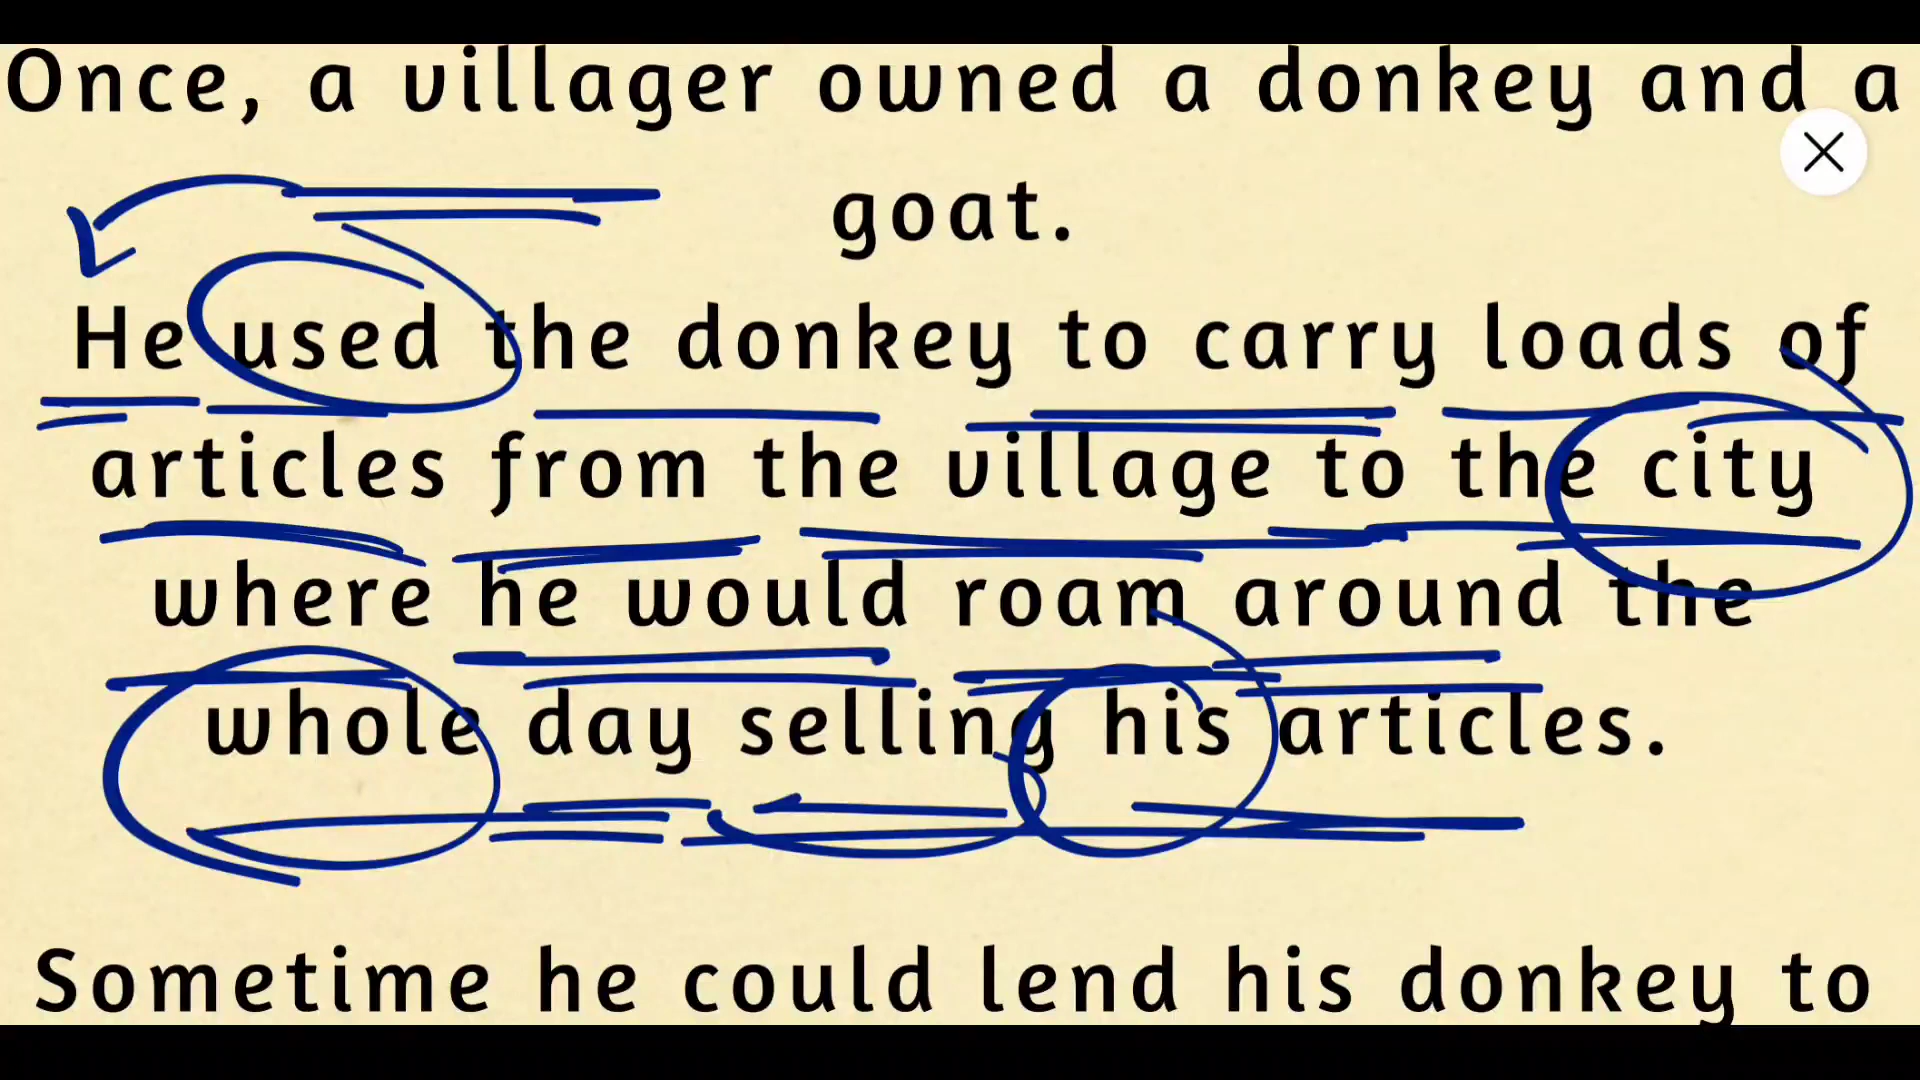 Once, a villager owned a donkey and a
goat.
He used the donkey to carry loads of
articles from the village to the city
where he would roam around the
whole day selling his articles.
Sometime he could lend his donkey to